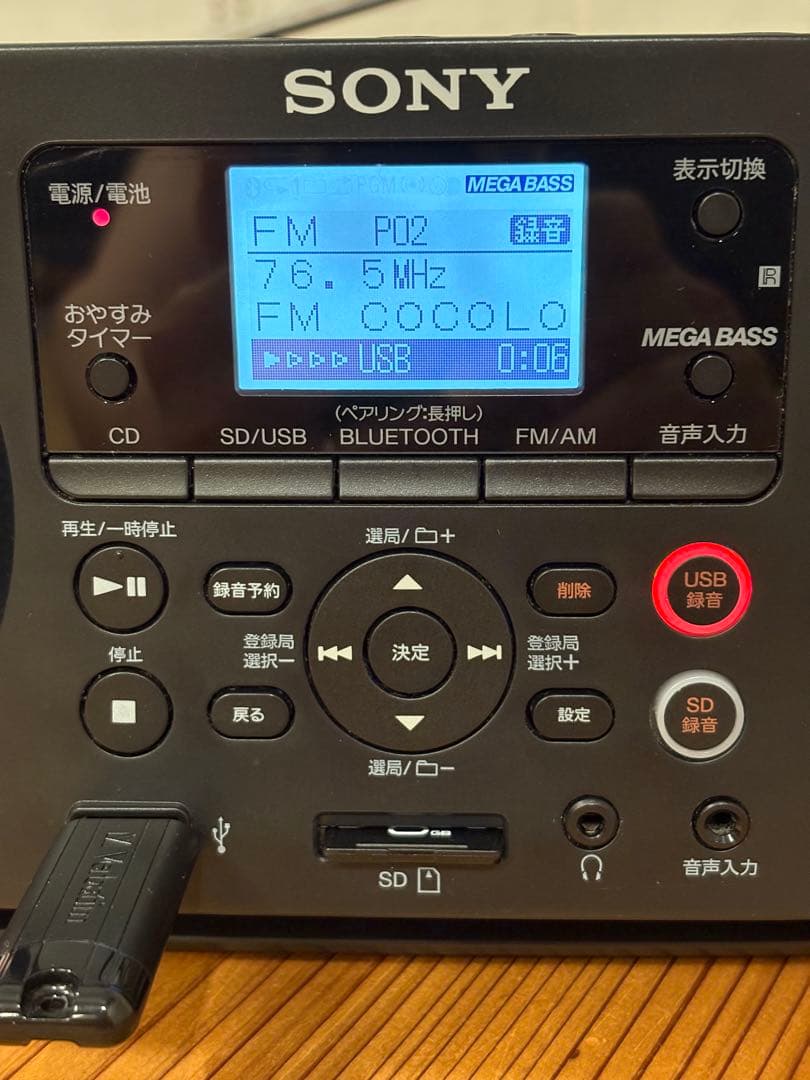 SONY
電源/電池
表示切換
MEGA BASS
FM P02 録音
76.5MHz
FM COCOLO
USB 0:06
おやすみ
タイマー
MEGA BASS
(ペアリング:長押し)
CD
SD/USB
BLUETOOTH
FM/AM
音声入力
再生/一時停止
選局/ +
録音予約
削除
USB
録音
登録局
選択−
決定
登録局
選択+
停止
戻る
設定
SD
録音
選局/ −
Verbatim
SD
GB
音声入力